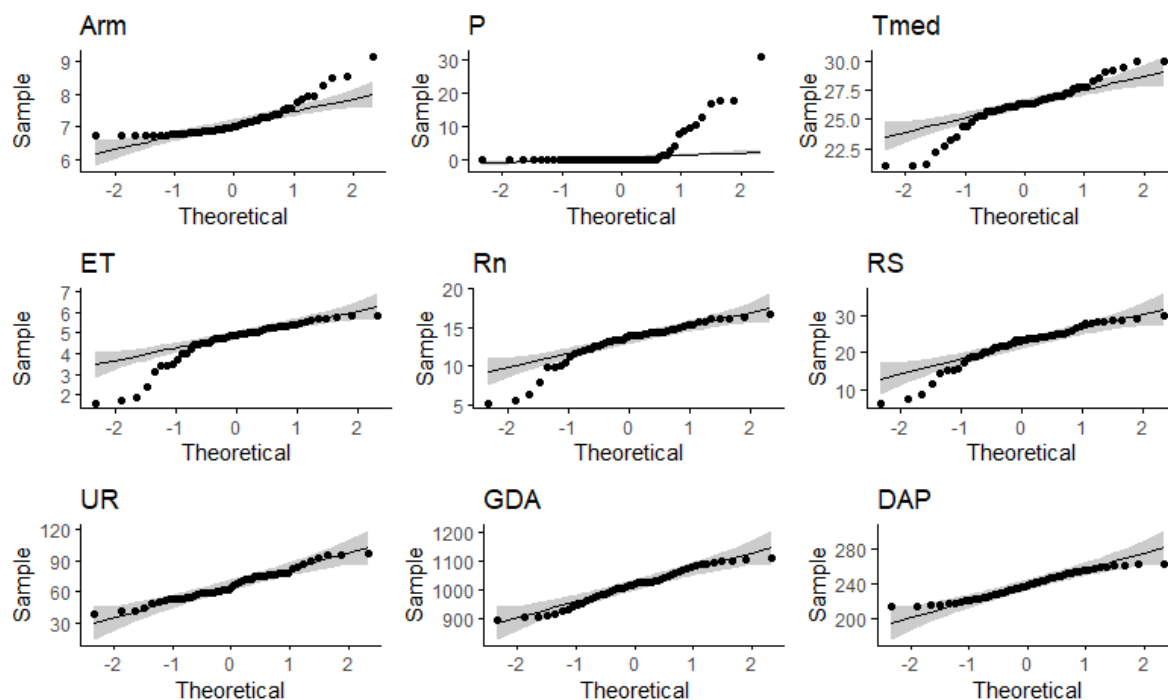 Arm
P
Tmed
9
8
7
6
Sample
-2 -1 0 1 2
Theoretical
30
20
10
0
Sample
-2 -1 0 1 2
Theoretical
30.0
27.5
25.0
22.5
Sample
-2 -1 0 1 2
Theoretical
ET
Rn
RS
7
6
5
4
3
2
Sample
-2 -1 0 1 2
Theoretical
20
15
10
5
Sample
-2 -1 0 1 2
Theoretical
30
20
10
Sample
-2 -1 0 1 2
Theoretical
UR
GDA
DAP
120
90
60
30
Sample
-2 -1 0 1 2
Theoretical
1200
1100
1000
900
Sample
-2 -1 0 1 2
Theoretical
280
240
200
Sample
-2 -1 0 1 2
Theoretical